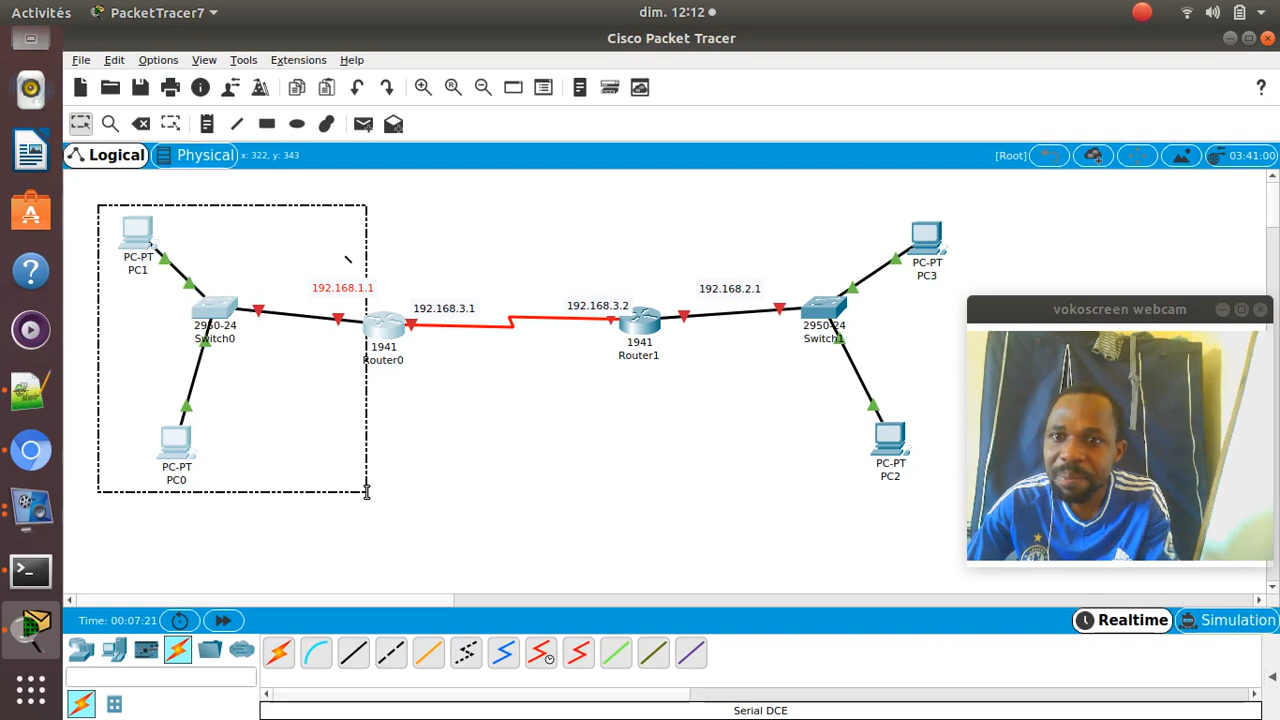 Activités
PacketTracer7
dim. 12:12
Cisco Packet Tracer
File Edit Options View Tools Extensions Help
?
Logical
Physical
x: 322, y: 343
[Root]
03:41:00
PC-PT
PC1
2950-24
Switch0
PC-PT
PC0
192.168.1.1
192.168.3.1
1941
Router0
192.168.3.2
1941
Router1
192.168.2.1
2950-24
Switch1
PC-PT
PC3
PC-PT
PC2
vokoscreen webcam
Time: 00:07:21
Realtime
Simulation
Serial DCE